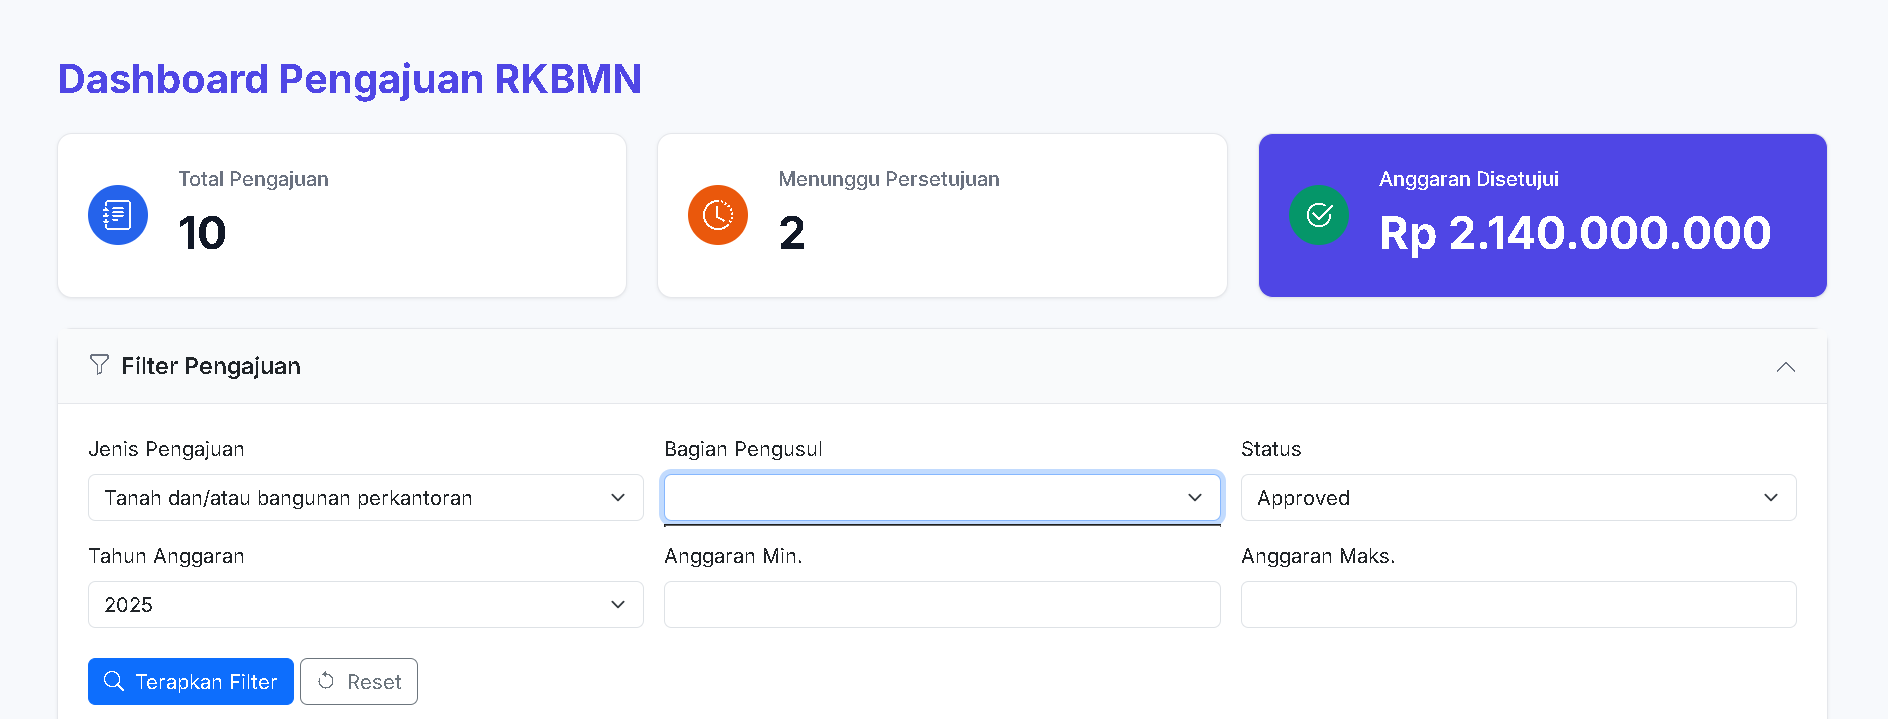 Dashboard Pengajuan RKBMN
Total Pengajuan
10
Menunggu Persetujuan
2
Anggaran Disetujui
Rp 2.140.000.000
Filter Pengajuan
Jenis Pengajuan
Tanah dan/atau bangunan perkantoran
Bagian Pengusul
Status
Approved
Tahun Anggaran
2025
Anggaran Min.
Anggaran Maks.
Terapkan Filter
Reset